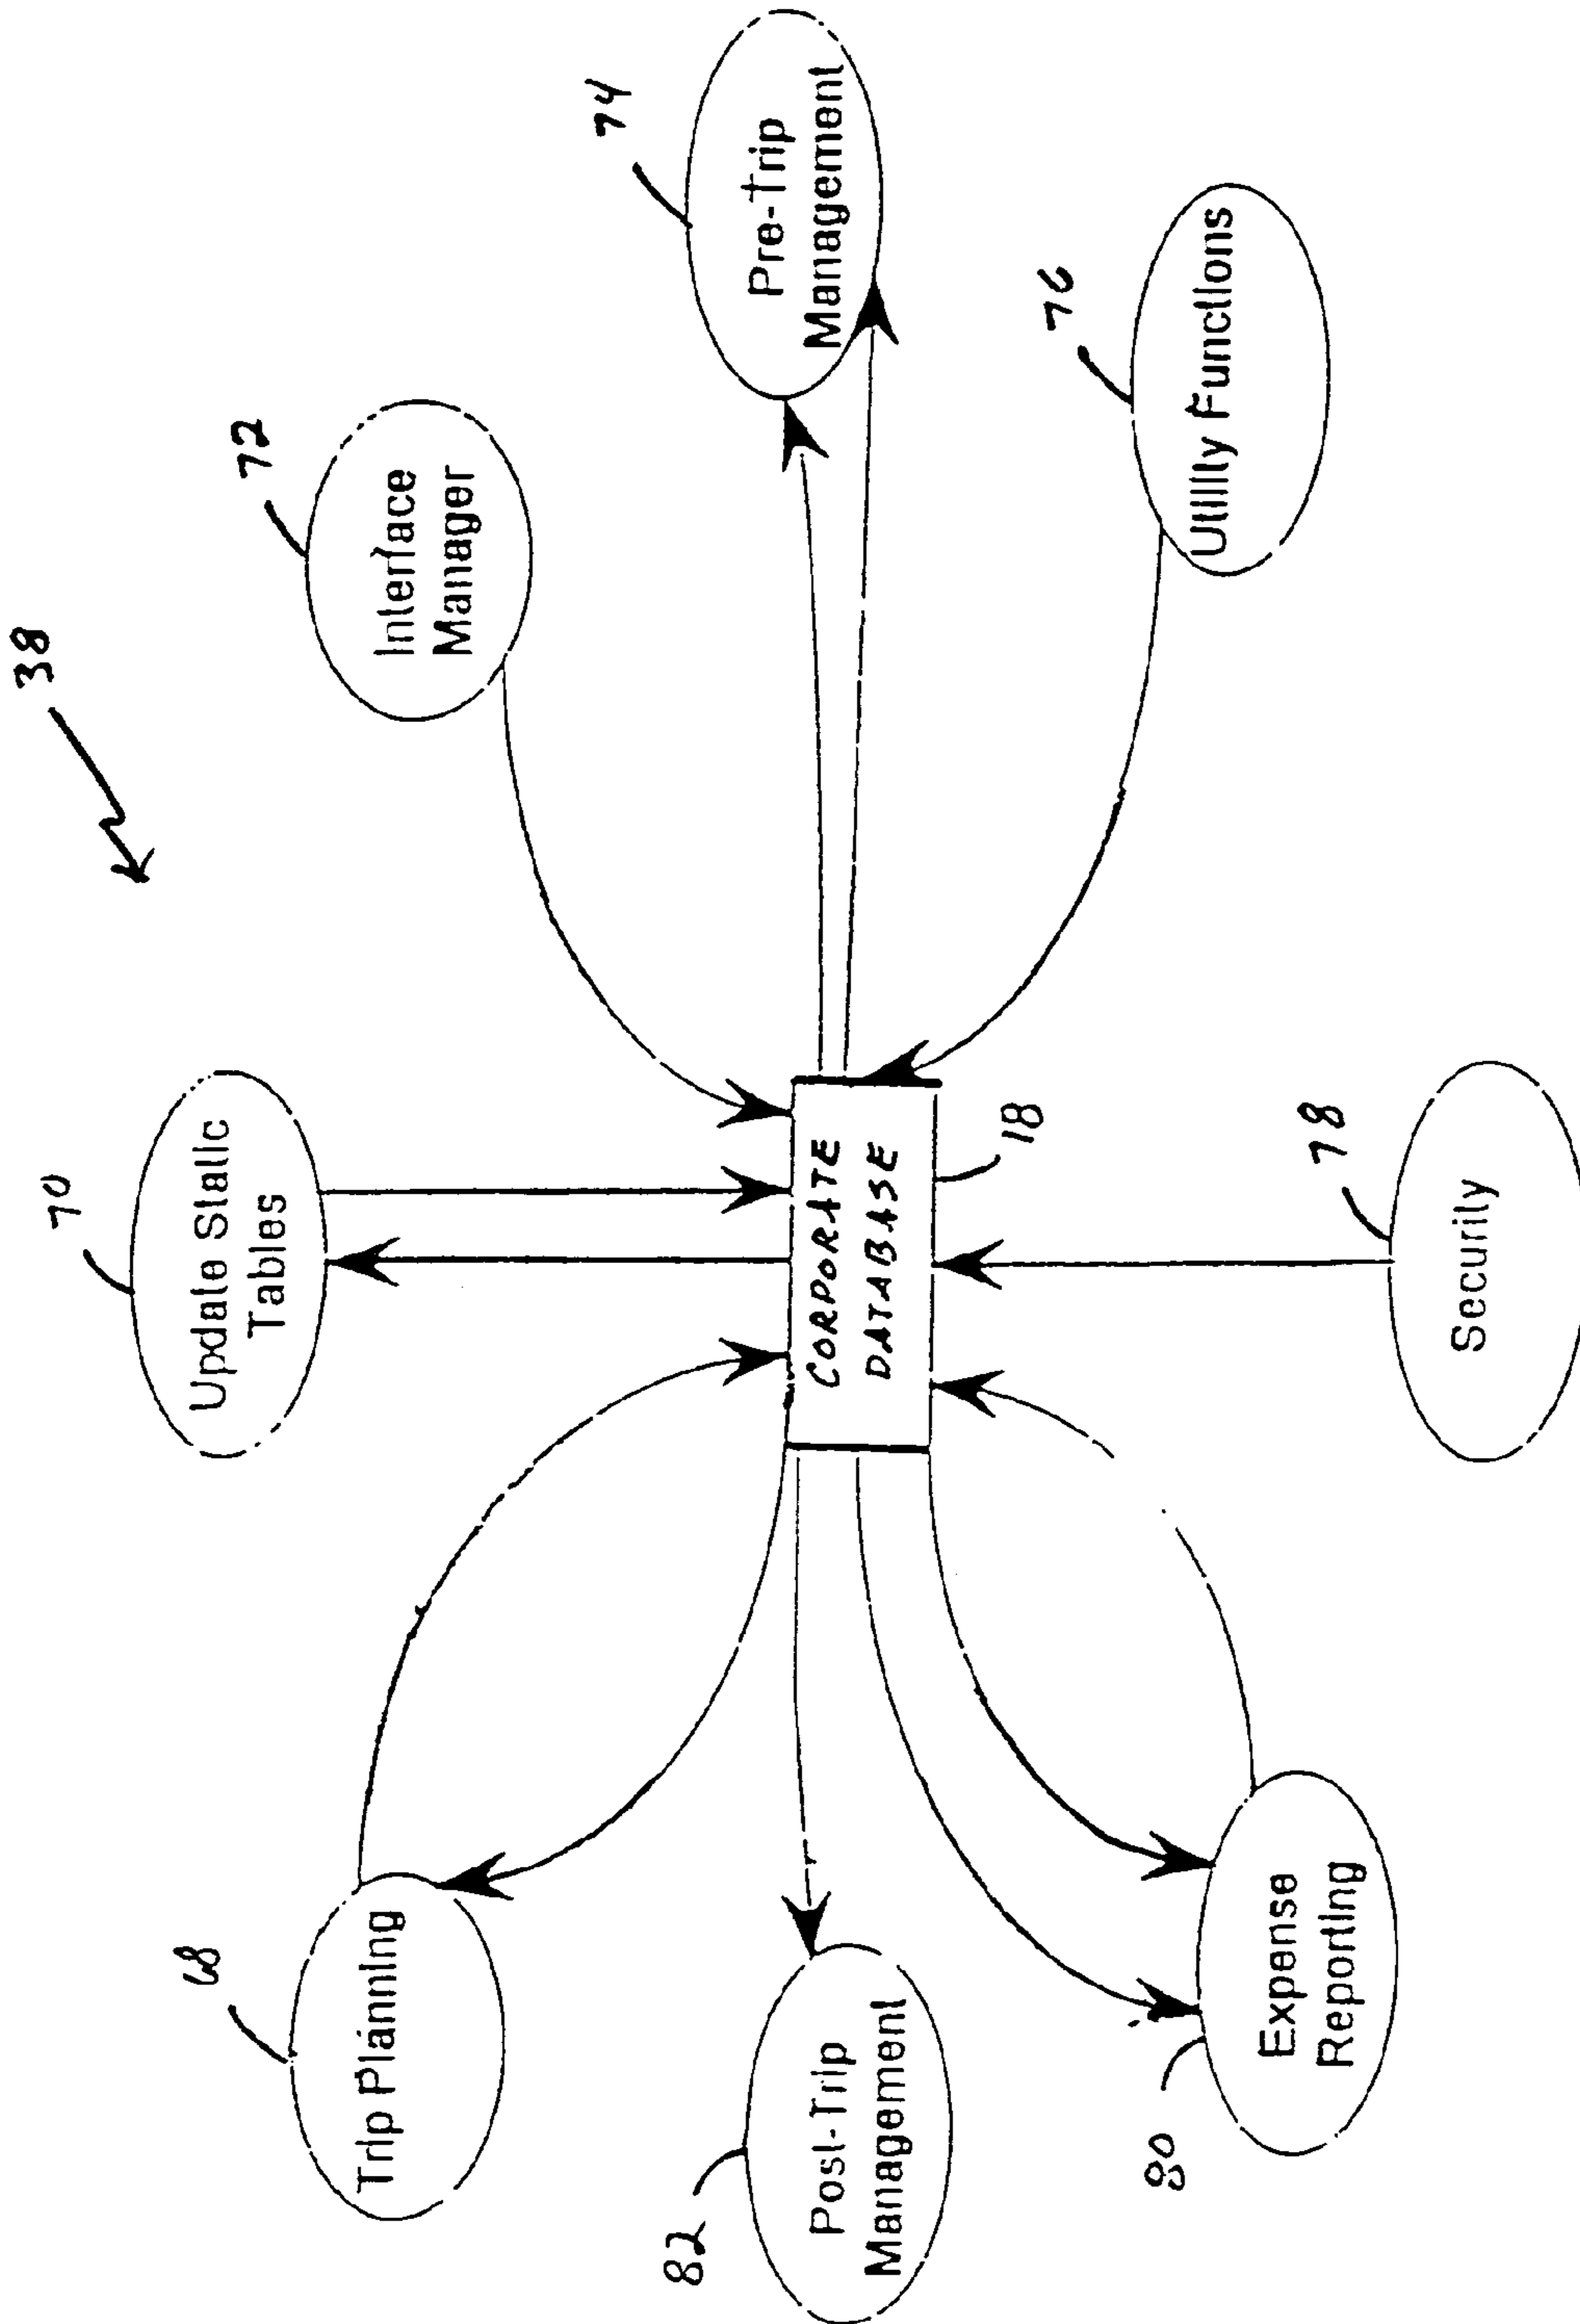 38
70
Update Static
Tables
72
Interface
Manager
68
Trip Planning
74
Pre-Trip
Management
CORPORATE
DATABASE
18
82
Post-Trip
Management
76
Utility Functions
80
Expense
Reporting
78
Security